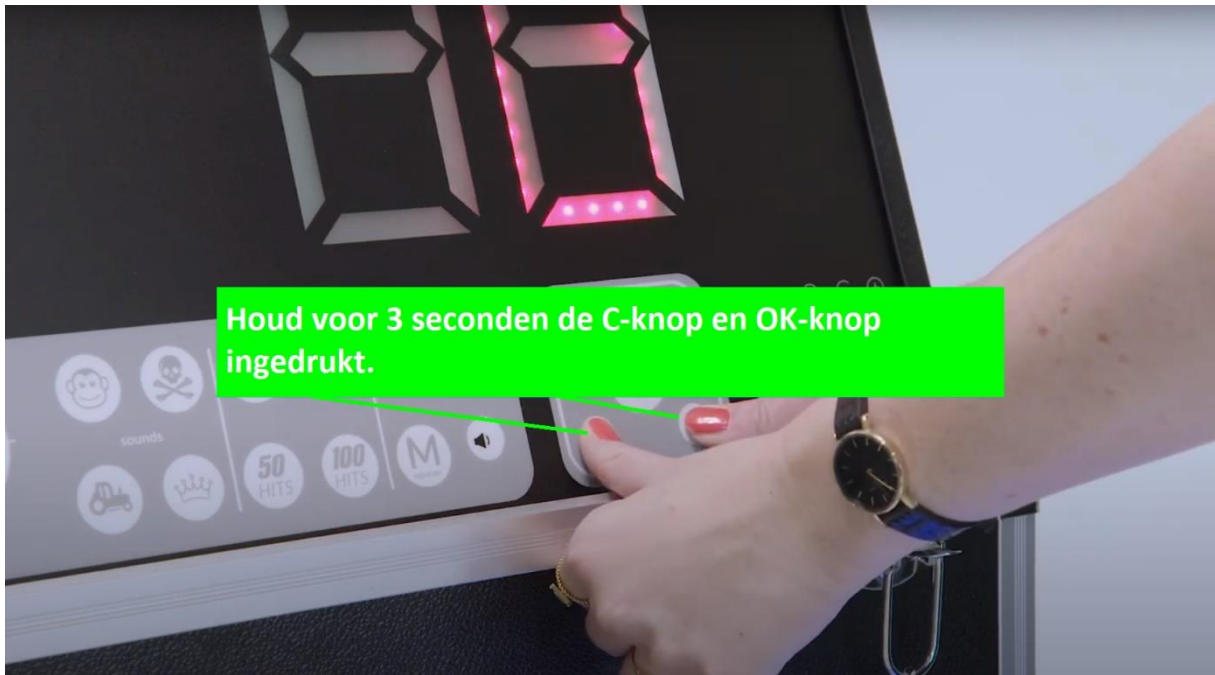 Houd voor 3 seconden de C-knop en OK-knop
ingedrukt.
sounds
50
HITS
100
HITS
M